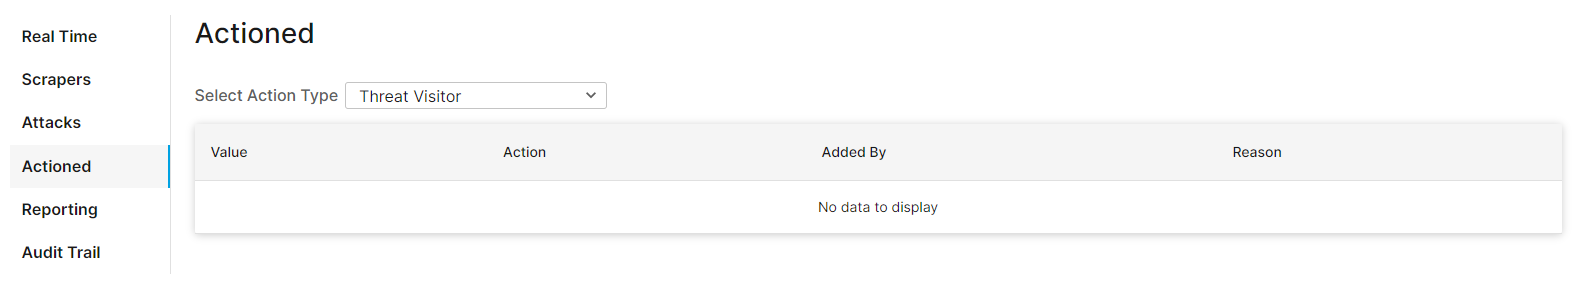 Real Time
Scrapers
Attacks
Actioned
Reporting
Audit Trail
Actioned
Select Action Type Threat Visitor
Value Action Added By Reason
No data to display